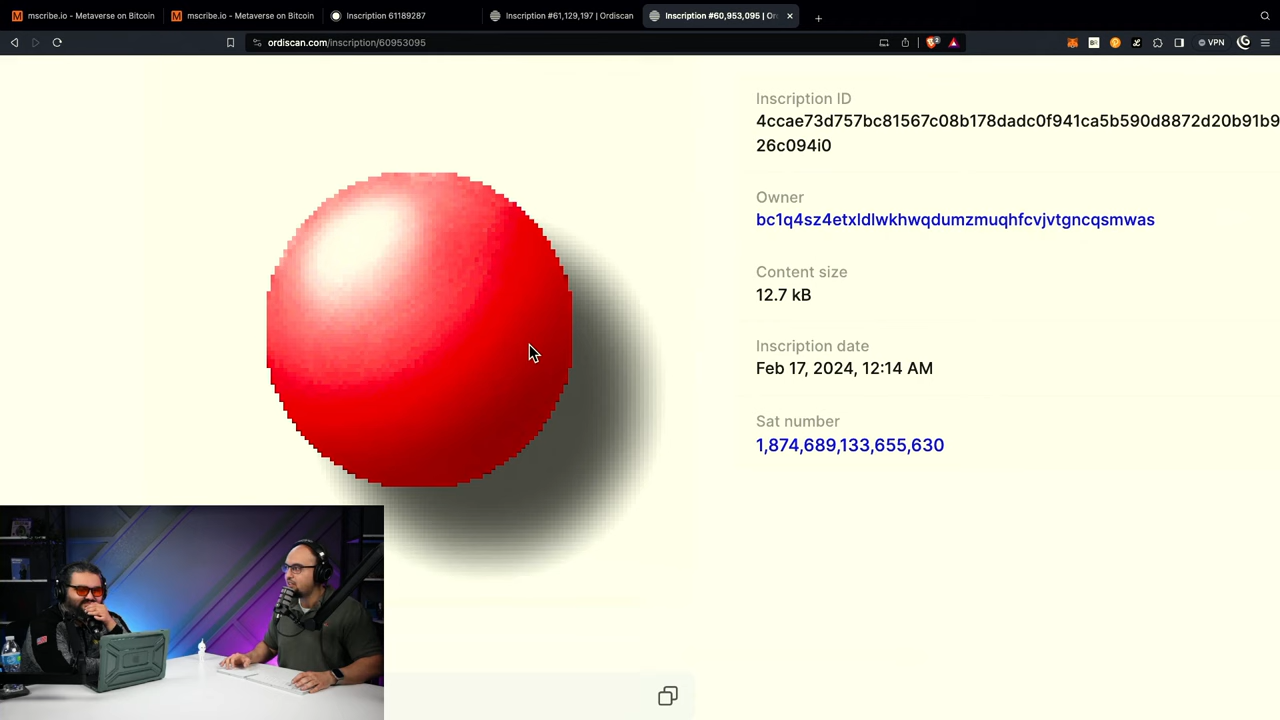 mscribe.io - Metaverse on Bitcoin
mscribe.io - Metaverse on Bitcoin
Inscription 61189287
Inscription #61,129,197 | Ordiscan
Inscription #60,953,095 | Or
ordiscan.com/inscription/60953095
VPN
Inscription ID
4ccae73d757bc81567c08b178dadc0f941ca5b590d8872d20b91b9
26c094i0
Owner
bc1q4sz4etxldlwkhwqdumzmuqhfcvjvtgncqsmwas
Content size
12.7 kB
Inscription date
Feb 17, 2024, 12:14 AM
Sat number
1,874,689,133,655,630